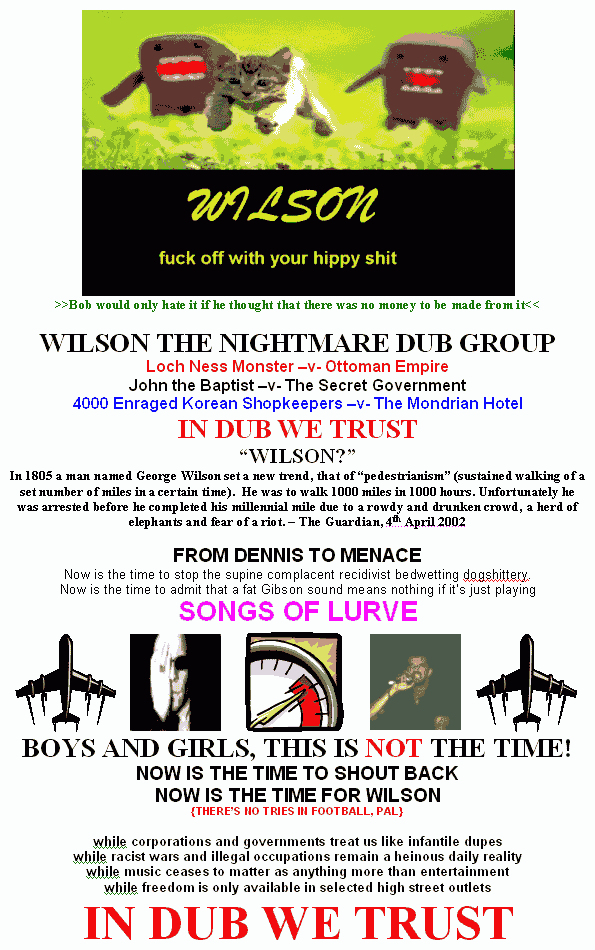 WILSON
fuck off with your hippy shit
>>Bob would only hate it if he thought that there was no money to be made from it<<
WILSON THE NIGHTMARE DUB GROUP
Loch Ness Monster –v- Ottoman Empire
John the Baptist –v- The Secret Government
4000 Enraged Korean Shopkeepers –v- The Mondrian Hotel
IN DUB WE TRUST
“WILSON?”
In 1805 a man named George Wilson set a new trend, that of “pedestrianism” (sustained walking of a
set number of miles in a certain time).  He was to walk 1000 miles in 1000 hours. Unfortunately he
was arrested before he completed his millennial mile due to a rowdy and drunken crowd, a herd of
elephants and fear of a riot. – The Guardian, 4th April 2002
FROM DENNIS TO MENACE
Now is the time to stop the supine complacent recidivist bedwetting dogshittery.
Now is the time to admit that a fat Gibson sound means nothing if it's just playing
SONGS OF LURVE
BOYS AND GIRLS, THIS IS NOT THE TIME!
NOW IS THE TIME TO SHOUT BACK
NOW IS THE TIME FOR WILSON
{THERE'S NO TRIES IN FOOTBALL, PAL}
while corporations and governments treat us like infantile dupes
while racist wars and illegal occupations remain a heinous daily reality
while music ceases to matter as anything more than entertainment
while freedom is only available in selected high street outlets
IN DUB WE TRUST